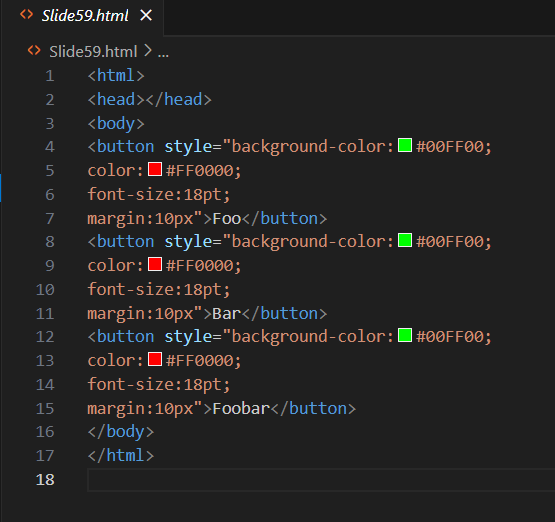 Slide59.html
Slide59.html > ...
1 <html>
2 <head></head>
3 <body>
4 <button style="background-color:#00FF00;
5 color:#FF0000;
6 font-size:18pt;
7 margin:10px">Foo</button>
8 <button style="background-color:#00FF00;
9 color:#FF0000;
10 font-size:18pt;
11 margin:10px">Bar</button>
12 <button style="background-color:#00FF00;
13 color:#FF0000;
14 font-size:18pt;
15 margin:10px">Foobar</button>
16 </body>
17 </html>
18